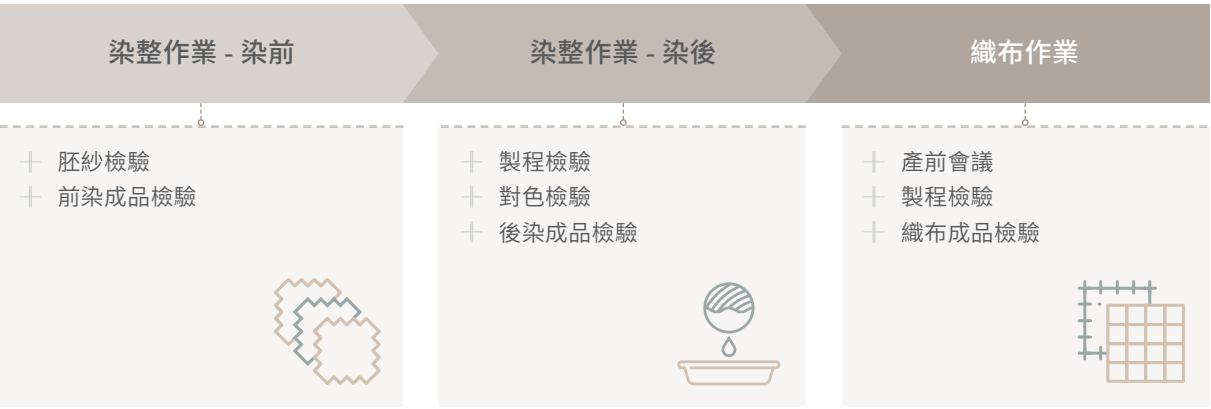 染整作業 - 染前
胚紗檢驗
前染成品檢驗
染整作業 - 染後
製程檢驗
對色檢驗
後染成品檢驗
織布作業
產前會議
製程檢驗
織布成品檢驗